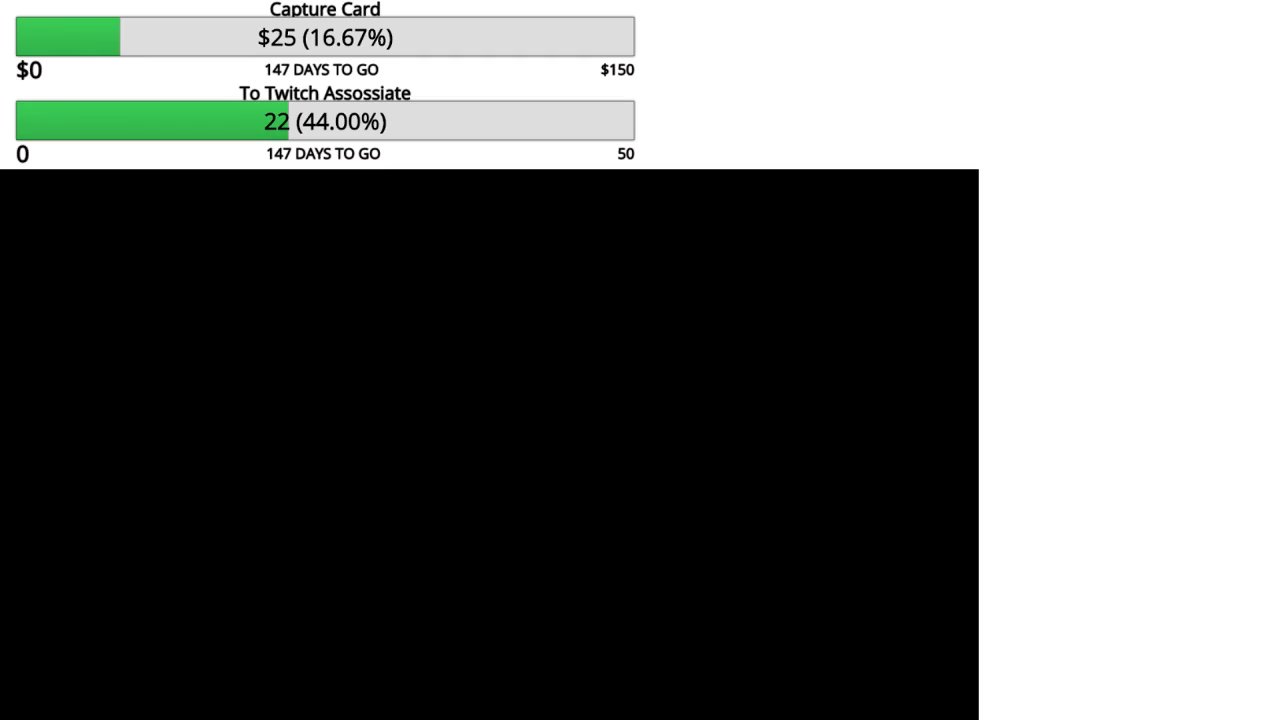 Capture Card
$25 (16.67%)
$0 147 DAYS TO GO $150
To Twitch Assossiate
22 (44.00%)
0 147 DAYS TO GO 50